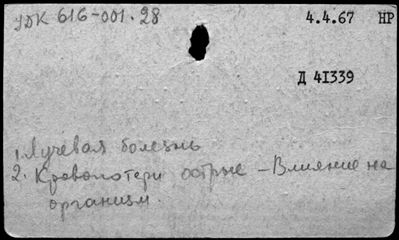 УДК 616-001.28 4.4.67 НР
Д 41339
1. Лучевая болезнь
2. Кровопотери острые - Влияние на
организм.